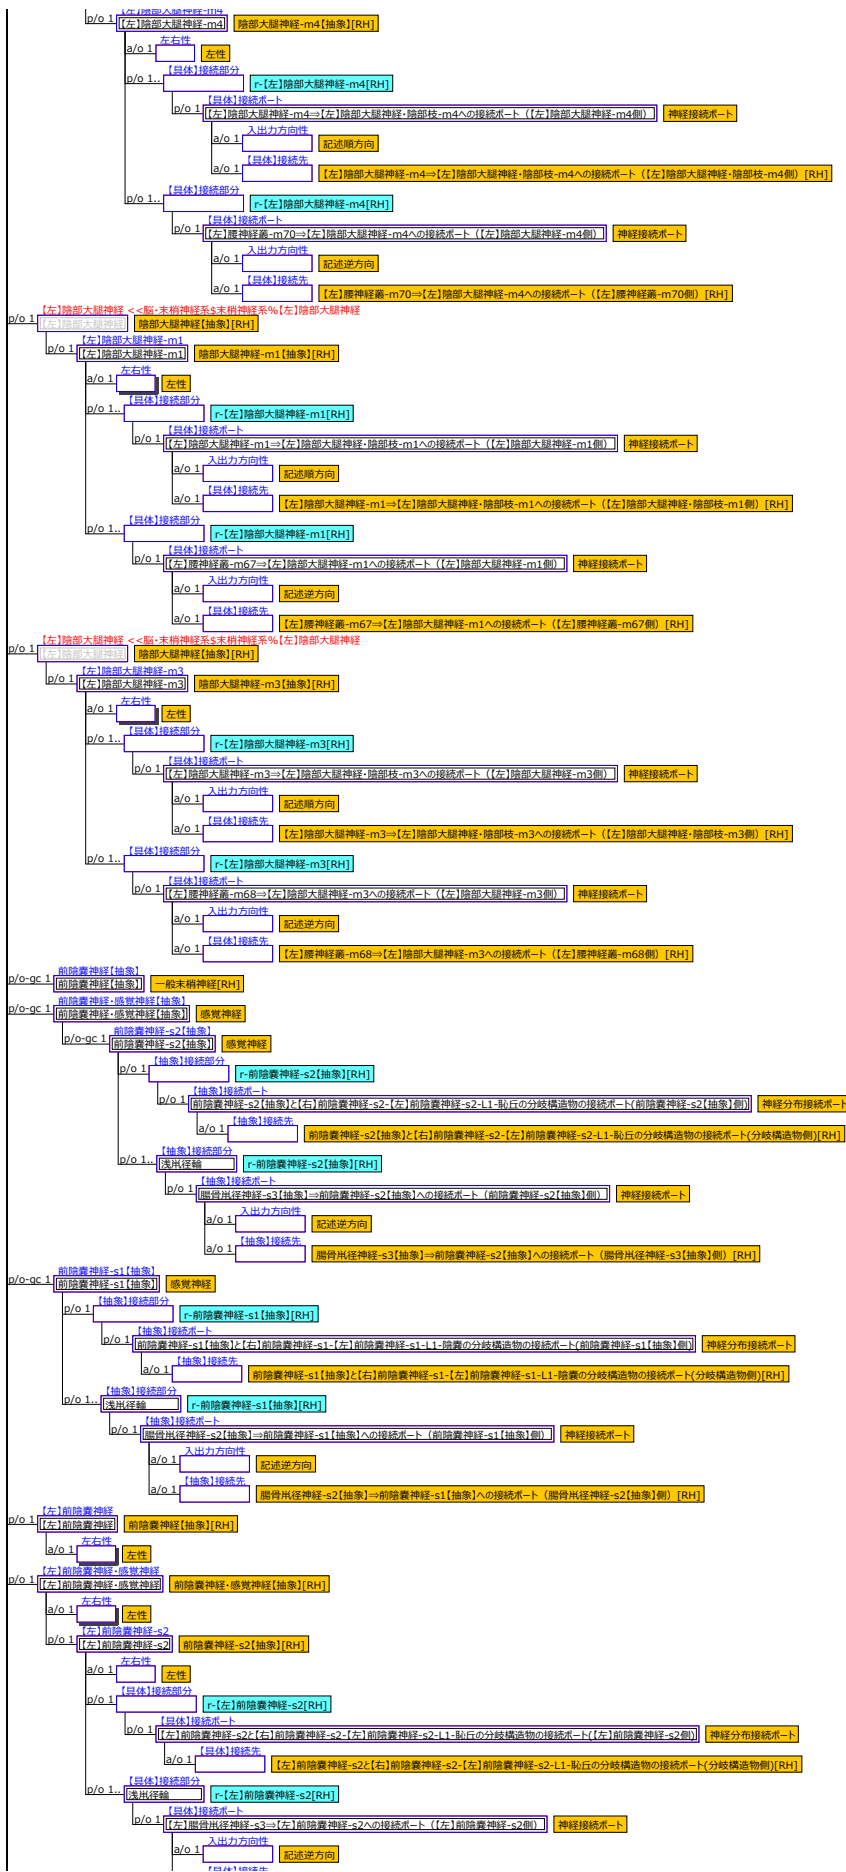 【左】陰部大腿神経-m4
p/o 1 【左】陰部大腿神経-m4 陰部大腿神経-m4【抽象】[RH]
左右性
a/o 1 左性
【具体】接続部分
p/o 1.. r-【左】陰部大腿神経-m4[RH]
【具体】接続ポート
p/o 1 【左】陰部大腿神経-m4⇒【左】陰部大腿神経・陰部枝-m4への接続ポート（【左】陰部大腿神経-m4側） 神経接続ポート
入出力方向性
a/o 1 記述順方向
【具体】接続先
a/o 1 【左】陰部大腿神経-m4⇒【左】陰部大腿神経・陰部枝-m4への接続ポート（【左】陰部大腿神経・陰部枝-m4側）[RH]
【具体】接続部分
p/o 1.. r-【左】陰部大腿神経-m4[RH]
【具体】接続ポート
p/o 1 【左】腰神経叢-m70⇒【左】陰部大腿神経-m4への接続ポート（【左】陰部大腿神経-m4側） 神経接続ポート
入出力方向性
a/o 1 記述逆方向
【具体】接続先
a/o 1 【左】腰神経叢-m70⇒【左】陰部大腿神経-m4への接続ポート（【左】腰神経叢-m70側）[RH]
【左】陰部大腿神経 <<脳・末梢神経系$末梢神経系%【左】陰部大腿神経
p/o 1 【左】陰部大腿神経 陰部大腿神経【抽象】[RH]
【左】陰部大腿神経-m1
p/o 1 【左】陰部大腿神経-m1 陰部大腿神経-m1【抽象】[RH]
左右性
a/o 1 左性
【具体】接続部分
p/o 1.. r-【左】陰部大腿神経-m1[RH]
【具体】接続ポート
p/o 1 【左】陰部大腿神経-m1⇒【左】陰部大腿神経・陰部枝-m1への接続ポート（【左】陰部大腿神経-m1側） 神経接続ポート
入出力方向性
a/o 1 記述順方向
【具体】接続先
a/o 1 【左】陰部大腿神経-m1⇒【左】陰部大腿神経・陰部枝-m1への接続ポート（【左】陰部大腿神経・陰部枝-m1側）[RH]
【具体】接続部分
p/o 1.. r-【左】陰部大腿神経-m1[RH]
【具体】接続ポート
p/o 1 【左】腰神経叢-m67⇒【左】陰部大腿神経-m1への接続ポート（【左】陰部大腿神経-m1側） 神経接続ポート
入出力方向性
a/o 1 記述逆方向
【具体】接続先
a/o 1 【左】腰神経叢-m67⇒【左】陰部大腿神経-m1への接続ポート（【左】腰神経叢-m67側）[RH]
【左】陰部大腿神経 <<脳・末梢神経系$末梢神経系%【左】陰部大腿神経
p/o 1 【左】陰部大腿神経 陰部大腿神経【抽象】[RH]
【左】陰部大腿神経-m3
p/o 1 【左】陰部大腿神経-m3 陰部大腿神経-m3【抽象】[RH]
左右性
a/o 1 左性
【具体】接続部分
p/o 1.. r-【左】陰部大腿神経-m3[RH]
【具体】接続ポート
p/o 1 【左】陰部大腿神経-m3⇒【左】陰部大腿神経・陰部枝-m3への接続ポート（【左】陰部大腿神経-m3側） 神経接続ポート
入出力方向性
a/o 1 記述順方向
【具体】接続先
a/o 1 【左】陰部大腿神経-m3⇒【左】陰部大腿神経・陰部枝-m3への接続ポート（【左】陰部大腿神経・陰部枝-m3側）[RH]
【具体】接続部分
p/o 1.. r-【左】陰部大腿神経-m3[RH]
【具体】接続ポート
p/o 1 【左】腰神経叢-m68⇒【左】陰部大腿神経-m3への接続ポート（【左】陰部大腿神経-m3側） 神経接続ポート
入出力方向性
a/o 1 記述逆方向
【具体】接続先
a/o 1 【左】腰神経叢-m68⇒【左】陰部大腿神経-m3への接続ポート（【左】腰神経叢-m68側）[RH]
前陰嚢神経【抽象】
p/o-gc 1 前陰嚢神経【抽象】 一般末梢神経[RH]
前陰嚢神経・感覚神経【抽象】
p/o-gc 1 前陰嚢神経・感覚神経【抽象】 感覚神経
前陰嚢神経-s2【抽象】
p/o-gc 1 前陰嚢神経-s2【抽象】 感覚神経
【抽象】接続部分
p/o 1 r-前陰嚢神経-s2【抽象】[RH]
【抽象】接続ポート
p/o 1 前陰嚢神経-s2【抽象】と【右】前陰嚢神経-s2-【左】前陰嚢神経-s2-L1-恥丘の分岐構造物の接続ポート(前陰嚢神経-s2【抽象】側) 神経分布接続ポート
【抽象】接続先
a/o 1 前陰嚢神経-s2【抽象】と【右】前陰嚢神経-s2-【左】前陰嚢神経-s2-L1-恥丘の分岐構造物の接続ポート(分岐構造物側)[RH]
【抽象】接続部分
p/o 1.. 浅鼡径輪 r-前陰嚢神経-s2【抽象】[RH]
【抽象】接続ポート
p/o 1 腸骨鼡径神経-s3【抽象】⇒前陰嚢神経-s2【抽象】への接続ポート（前陰嚢神経-s2【抽象】側） 神経接続ポート
入出力方向性
a/o 1 記述逆方向
【抽象】接続先
a/o 1 腸骨鼡径神経-s3【抽象】⇒前陰嚢神経-s2【抽象】への接続ポート（腸骨鼡径神経-s3【抽象】側）[RH]
前陰嚢神経-s1【抽象】
p/o-gc 1 前陰嚢神経-s1【抽象】 感覚神経
【抽象】接続部分
p/o 1 r-前陰嚢神経-s1【抽象】[RH]
【抽象】接続ポート
p/o 1 前陰嚢神経-s1【抽象】と【右】前陰嚢神経-s1-【左】前陰嚢神経-s1-L1-陰嚢の分岐構造物の接続ポート(前陰嚢神経-s1【抽象】側) 神経分布接続ポート
【抽象】接続先
a/o 1 前陰嚢神経-s1【抽象】と【右】前陰嚢神経-s1-【左】前陰嚢神経-s1-L1-陰嚢の分岐構造物の接続ポート(分岐構造物側)[RH]
【抽象】接続部分
p/o 1.. 浅鼡径輪 r-前陰嚢神経-s1【抽象】[RH]
【抽象】接続ポート
p/o 1 腸骨鼡径神経-s2【抽象】⇒前陰嚢神経-s1【抽象】への接続ポート（前陰嚢神経-s1【抽象】側） 神経接続ポート
入出力方向性
a/o 1 記述逆方向
【抽象】接続先
a/o 1 腸骨鼡径神経-s2【抽象】⇒前陰嚢神経-s1【抽象】への接続ポート（腸骨鼡径神経-s2【抽象】側）[RH]
【左】前陰嚢神経
p/o 1 【左】前陰嚢神経 前陰嚢神経【抽象】[RH]
左右性
a/o 1 左性
【左】前陰嚢神経・感覚神経
p/o 1 【左】前陰嚢神経・感覚神経 前陰嚢神経・感覚神経【抽象】[RH]
左右性
a/o 1 左性
【左】前陰嚢神経-s2
p/o 1 【左】前陰嚢神経-s2 前陰嚢神経-s2【抽象】[RH]
左右性
a/o 1 左性
【具体】接続部分
p/o 1 r-【左】前陰嚢神経-s2[RH]
【具体】接続ポート
p/o 1 【左】前陰嚢神経-s2と【右】前陰嚢神経-s2-【左】前陰嚢神経-s2-L1-恥丘の分岐構造物の接続ポート(【左】前陰嚢神経-s2側) 神経分布接続ポート
【具体】接続先
a/o 1 【左】前陰嚢神経-s2と【右】前陰嚢神経-s2-【左】前陰嚢神経-s2-L1-恥丘の分岐構造物の接続ポート(分岐構造物側)[RH]
【具体】接続部分
p/o 1.. 浅鼡径輪 r-【左】前陰嚢神経-s2[RH]
【具体】接続ポート
p/o 1 【左】腸骨鼡径神経-s3⇒【左】前陰嚢神経-s2への接続ポート（【左】前陰嚢神経-s2側） 神経接続ポート
入出力方向性
a/o 1 記述逆方向
【具体】接続先